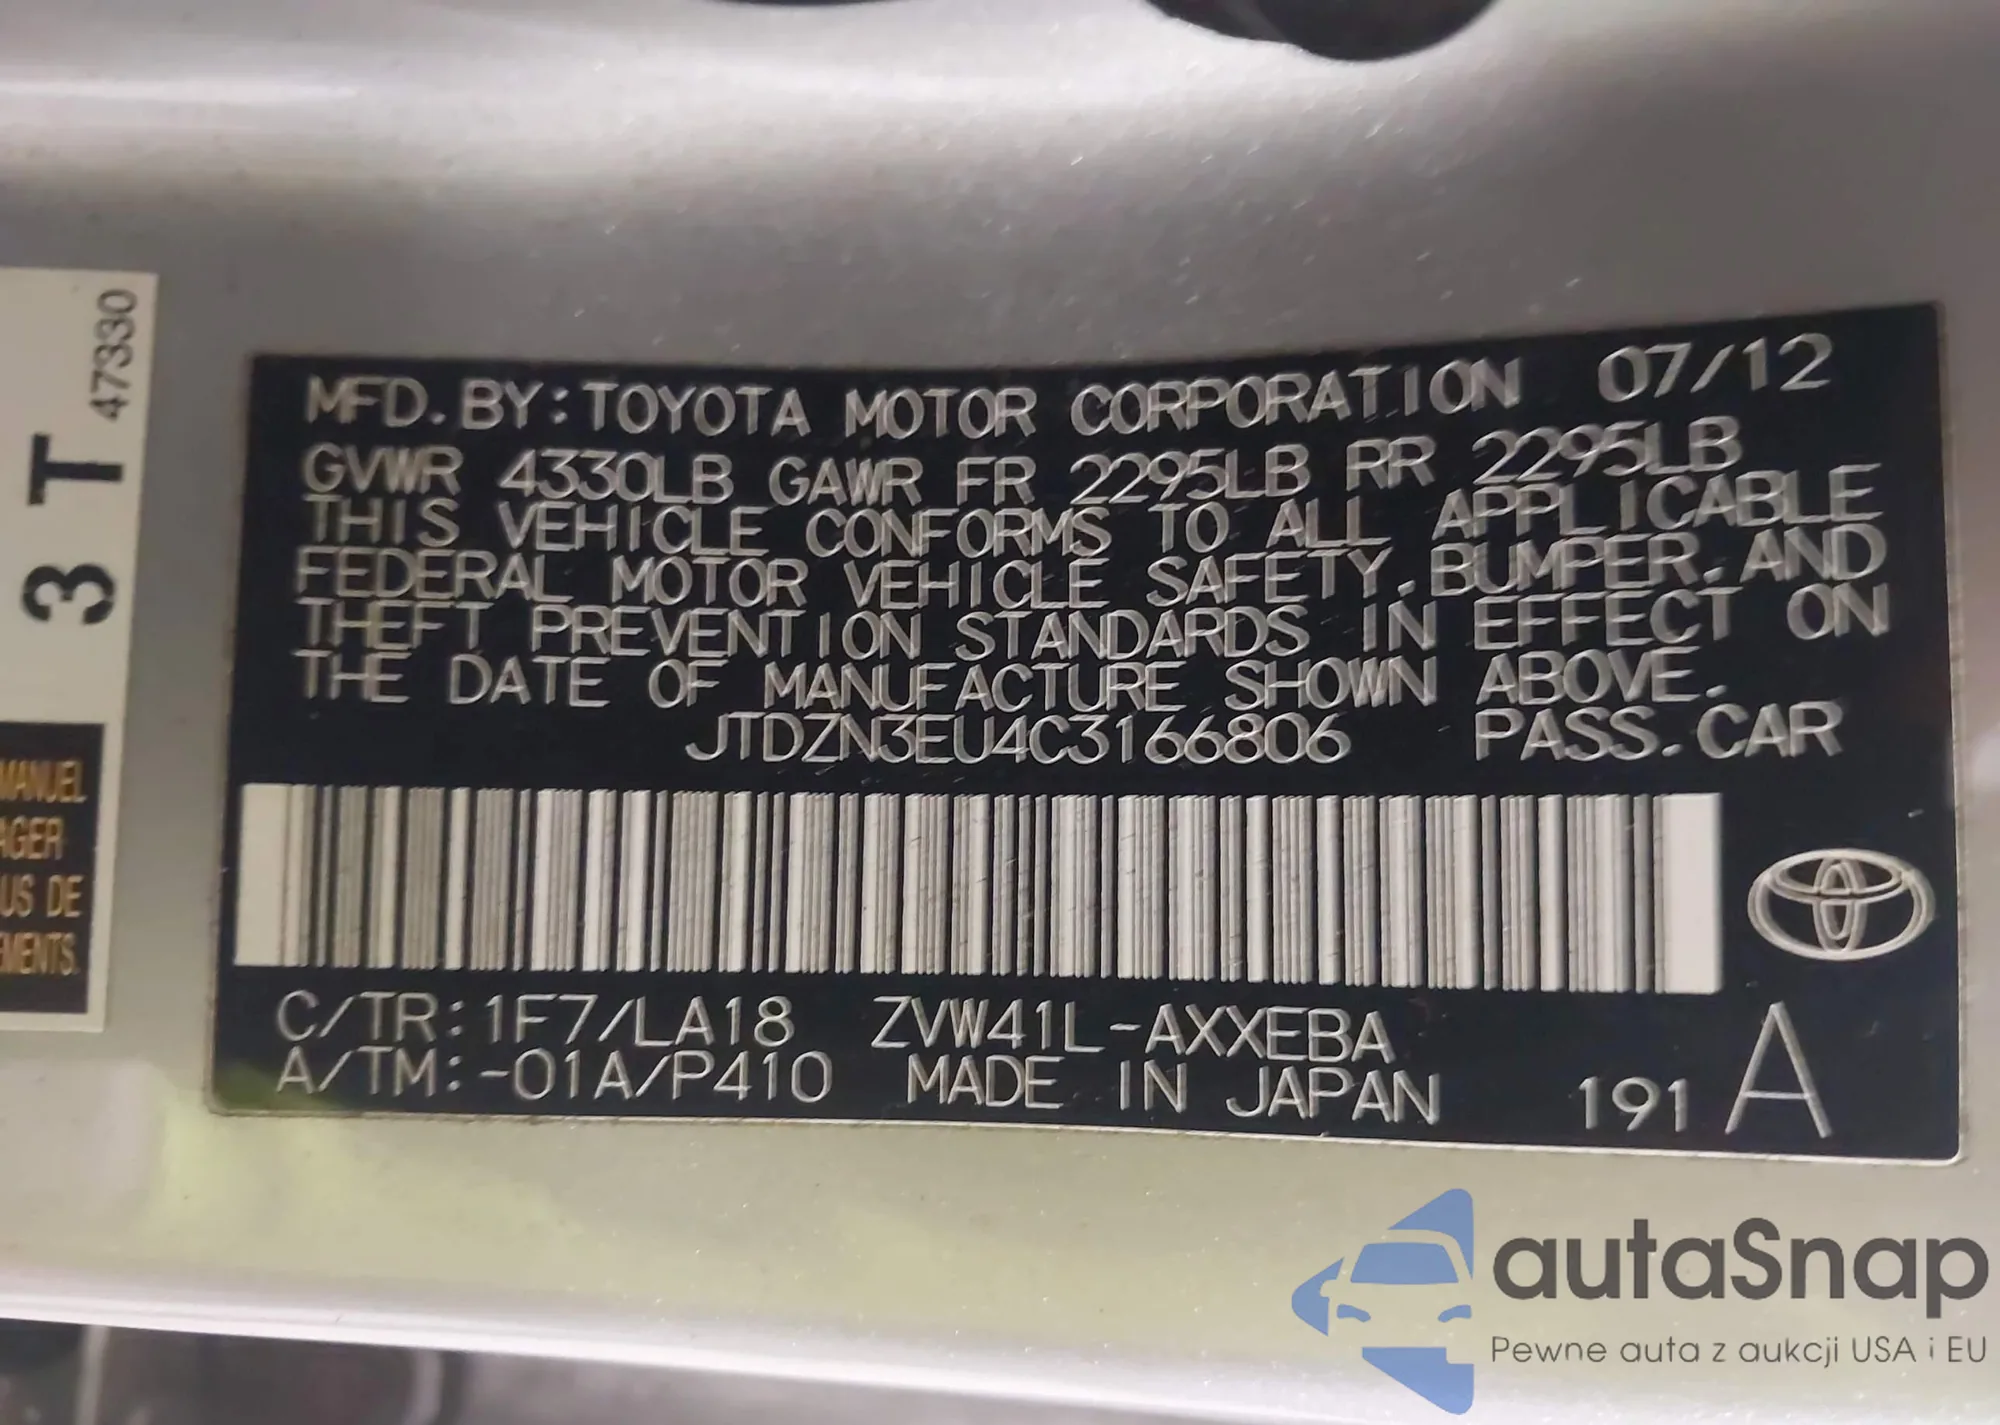 47330
3 T
MANUEL
AGER
US DE
EMENTS.
MFD. BY: TOYOTA MOTOR CORPORATION 07/12
GVWR 4330LB GAWR FR 2295LB RR 2295LB
THIS VEHICLE CONFORMS TO ALL APPLICABLE
FEDERAL MOTOR VEHICLE SAFETY, BUMPER, AND
THEFT PREVENTION STANDARDS IN EFFECT ON
THE DATE OF MANUFACTURE SHOWN ABOVE.
JTDZN3EU4C3166806 PASS. CAR
C/TR: 1F7/LA18 ZVW41L-AXXEBA
A/TM: -01A/P410 MADE IN JAPAN 191 A
autaSnap
Pewne auta z aukcji USA i EU